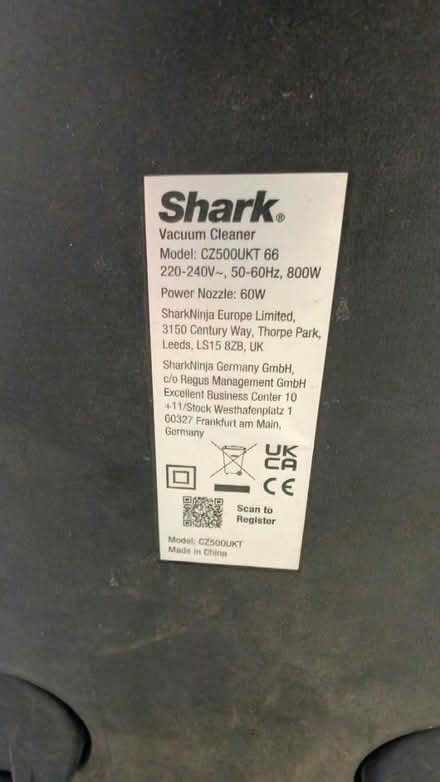 Shark®
Vacuum Cleaner
Model: CZ500UKT 66
220-240V~, 50-60Hz, 800W
Power Nozzle: 60W
SharkNinja Europe Limited,
3150 Century Way, Thorpe Park,
Leeds, LS15 8ZB, UK
SharkNinja Germany GmbH,
c/o Regus Management GmbH
Excellent Business Center 10
+11/Stock Westhafenplatz 1
60327 Frankfurt am Main,
Germany
UK
CA
CE
Scan to
Register
Model: CZ500UKT
Made in China